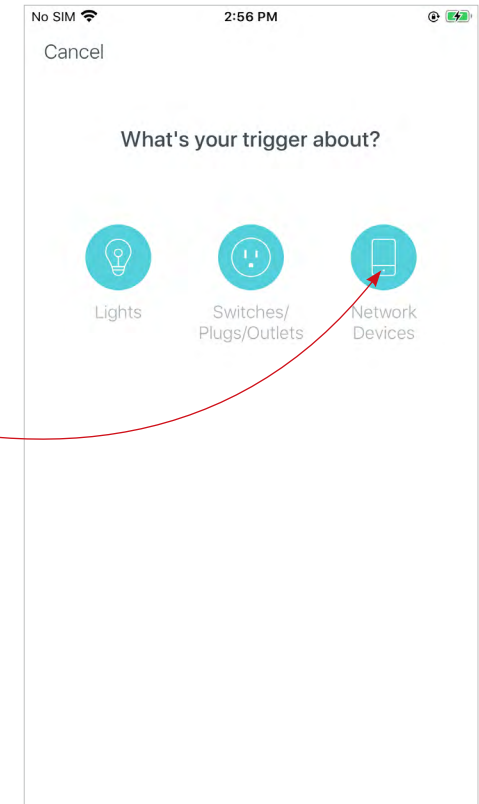 No SIM 2:56 PM
Cancel
What's your trigger about?
Lights
Switches/
Plugs/Outlets
Network
Devices